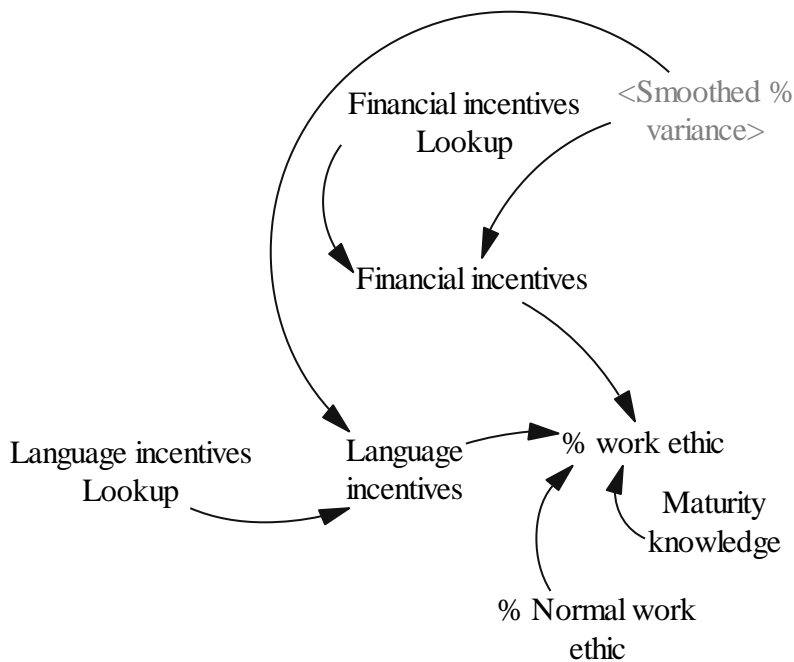 <Smoothed %
variance>
Financial incentives
Lookup
Financial incentives
Language incentives
Lookup
Language
incentives
% work ethic
Maturity
knowledge
% Normal work
ethic